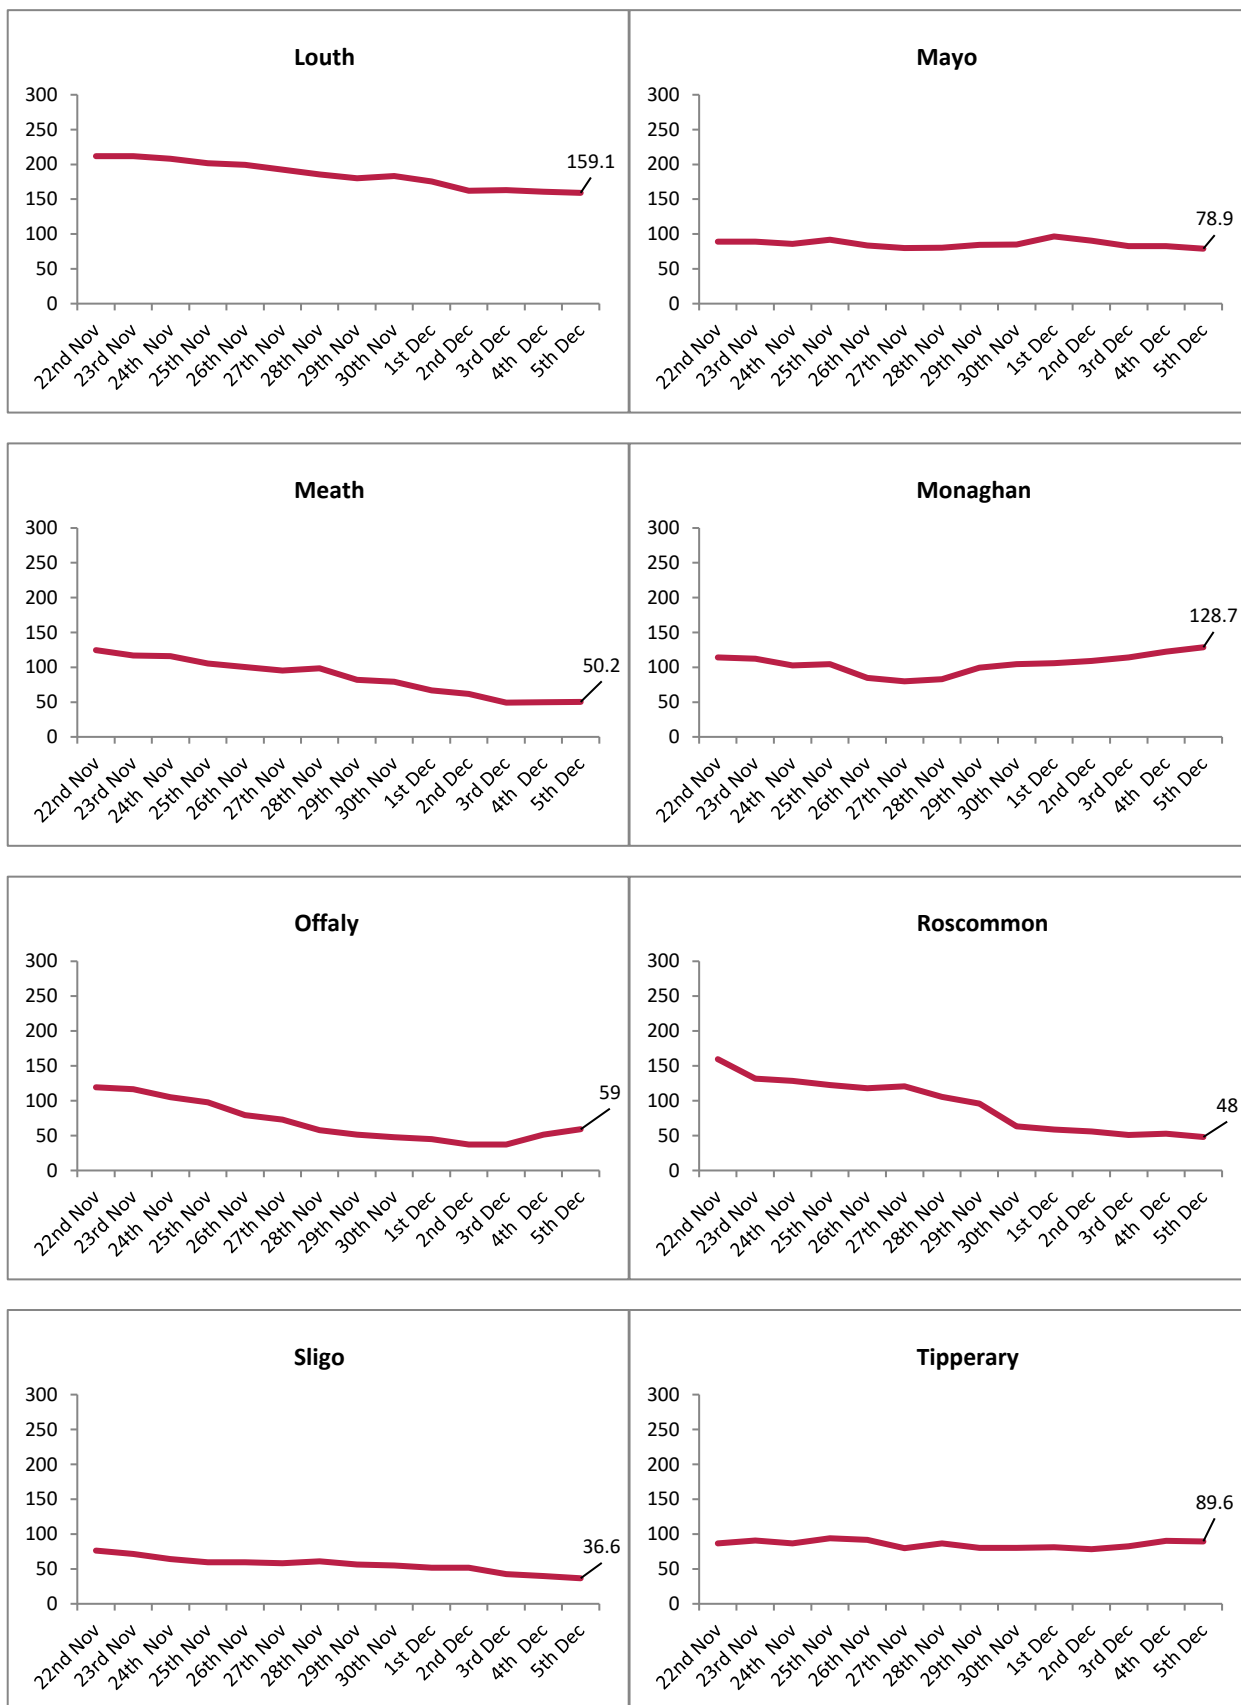 Louth
300
250
200
150
100
50
0
159.1
22nd Nov
23rd Nov
24th  Nov
25th Nov
26th Nov
27th Nov
28th Nov
29th Nov
30th Nov
1st Dec
2nd Dec
3rd Dec
4th  Dec
5th Dec
Mayo
300
250
200
150
100
50
0
78.9
22nd Nov
23rd Nov
24th  Nov
25th Nov
26th Nov
27th Nov
28th Nov
29th Nov
30th Nov
1st Dec
2nd Dec
3rd Dec
4th  Dec
5th Dec
Meath
300
250
200
150
100
50
0
50.2
22nd Nov
23rd Nov
24th  Nov
25th Nov
26th Nov
27th Nov
28th Nov
29th Nov
30th Nov
1st Dec
2nd Dec
3rd Dec
4th  Dec
5th Dec
Monaghan
300
250
200
150
100
50
0
128.7
22nd Nov
23rd Nov
24th  Nov
25th Nov
26th Nov
27th Nov
28th Nov
29th Nov
30th Nov
1st Dec
2nd Dec
3rd Dec
4th  Dec
5th Dec
Offaly
300
250
200
150
100
50
0
59
22nd Nov
23rd Nov
24th  Nov
25th Nov
26th Nov
27th Nov
28th Nov
29th Nov
30th Nov
1st Dec
2nd Dec
3rd Dec
4th  Dec
5th Dec
Roscommon
300
250
200
150
100
50
0
48
22nd Nov
23rd Nov
24th  Nov
25th Nov
26th Nov
27th Nov
28th Nov
29th Nov
30th Nov
1st Dec
2nd Dec
3rd Dec
4th  Dec
5th Dec
Sligo
300
250
200
150
100
50
0
36.6
22nd Nov
23rd Nov
24th  Nov
25th Nov
26th Nov
27th Nov
28th Nov
29th Nov
30th Nov
1st Dec
2nd Dec
3rd Dec
4th  Dec
5th Dec
Tipperary
300
250
200
150
100
50
0
89.6
22nd Nov
23rd Nov
24th  Nov
25th Nov
26th Nov
27th Nov
28th Nov
29th Nov
30th Nov
1st Dec
2nd Dec
3rd Dec
4th  Dec
5th Dec